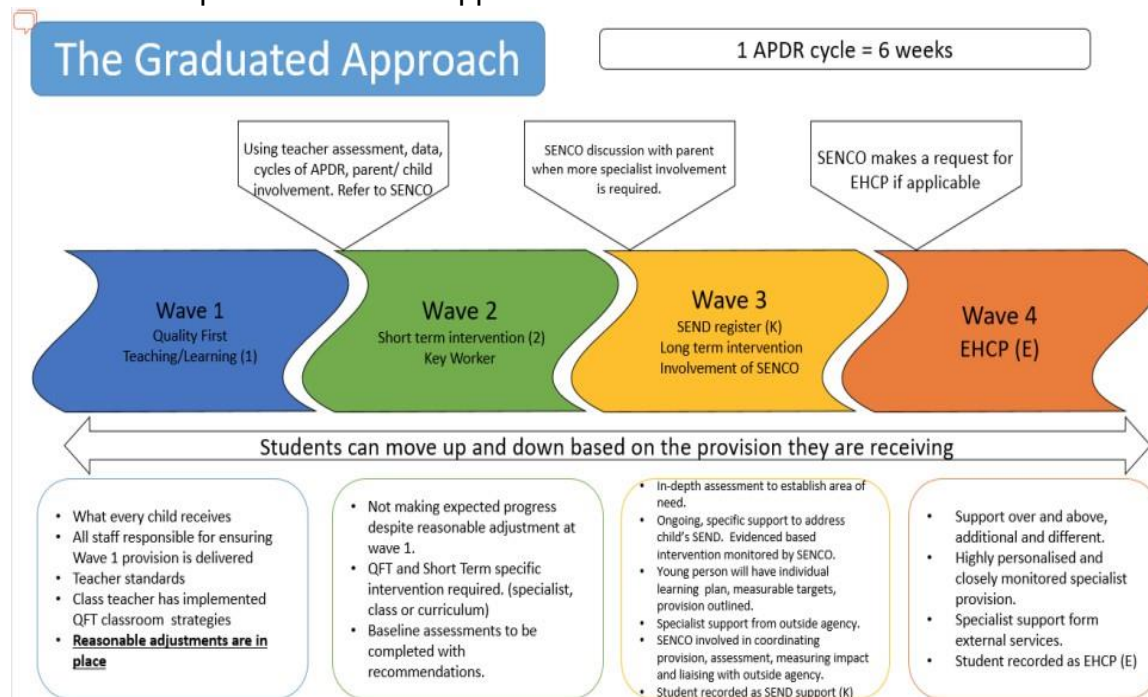 The Graduated Approach
1 APDR cycle = 6 weeks
Using teacher assessment, data,
cycles of APDR, parent/ child
involvement. Refer to SENCO
SENCO discussion with parent
when more specialist involvement
is required.
SENCO makes a request for
EHCP if applicable
Wave 1
Quality First
Teaching/Learning (1)
Wave 2
Short term intervention (2)
Key Worker
Wave 3
SEND register (K)
Long term intervention
Involvement of SENCO
Wave 4
EHCP (E)
Students can move up and down based on the provision they are receiving
• What every child receives
• All staff responsible for ensuring
Wave 1 provision is delivered
• Teacher standards
• Class teacher has implemented
QFT classroom strategies
• Reasonable adjustments are in
place
• Not making expected progress
despite reasonable adjustment at
wave 1.
• QFT and Short Term specific
intervention required. (specialist,
class or curriculum)
• Baseline assessments to be
completed with
recommendations.
• In-depth assessment to establish area of
need.
• Ongoing, specific support to address
child's SEND. Evidenced based
intervention monitored by SENCO.
• Young person will have individual
learning plan, measurable targets,
provision outlined.
• Specialist support from outside agency.
• SENCO involved in coordinating
provision, assessment, measuring impact
and liaising with outside agency.
• Student recorded as SEND support (K)
• Support over and above,
additional and different.
• Highly personalised and
closely monitored specialist
provision.
• Specialist support form
external services.
• Student recorded as EHCP (E)